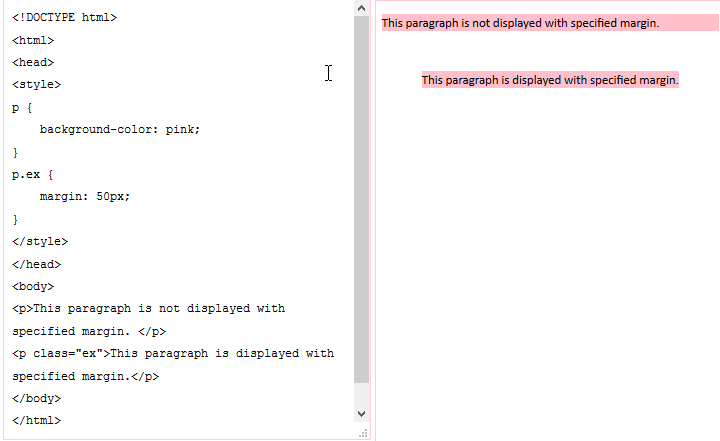 <!DOCTYPE html>
<html>
<head>
<style>
p {
    background-color: pink;
}
p.ex {
    margin: 50px;
}
</style>
</head>
<body>
<p>This paragraph is not displayed with
specified margin. </p>
<p class="ex">This paragraph is displayed with
specified margin.</p>
</body>
</html>
This paragraph is not displayed with specified margin.
This paragraph is displayed with specified margin.